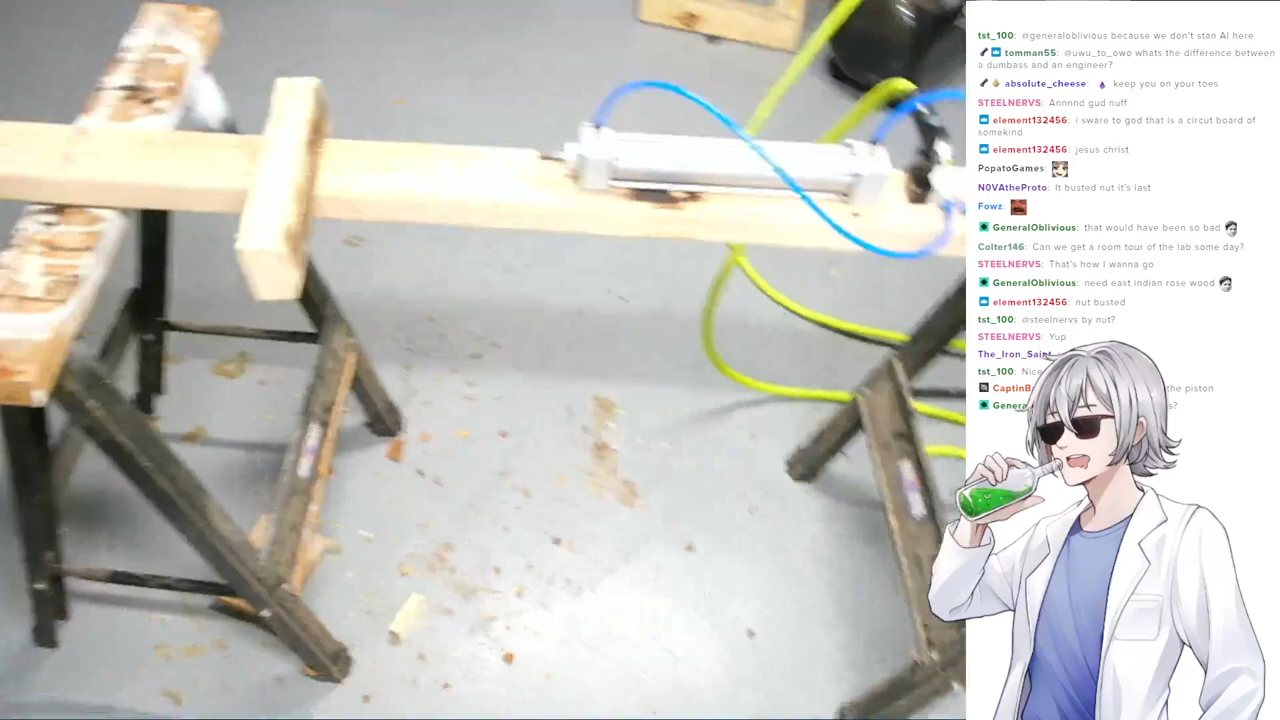 tst_100: @generaloblivious because we don't stan AI here
tomman55: @uwu_to_owo whats the difference between
a dumbass and an engineer?
absolute_cheese: keep you on your toes
STEELNERVS: Annnnd gud nuff
element132456: i sware to god that is a circut board of
somekind
element132456: jesus christ
PopatoGames:
N0VAtheProto: It busted nut it's last
Fowz:
GeneralOblivious: that would have been so bad
Colter146: Can we get a room tour of the lab some day?
STEELNERVS: That's how I wanna go
GeneralOblivious: need east indian rose wood
element132456: nut busted
tst_100: @steelnervs by nut?
STEELNERVS: Yup
The_Iron_Saint
tst_100: Nice
CaptinB the piston
Genera s?